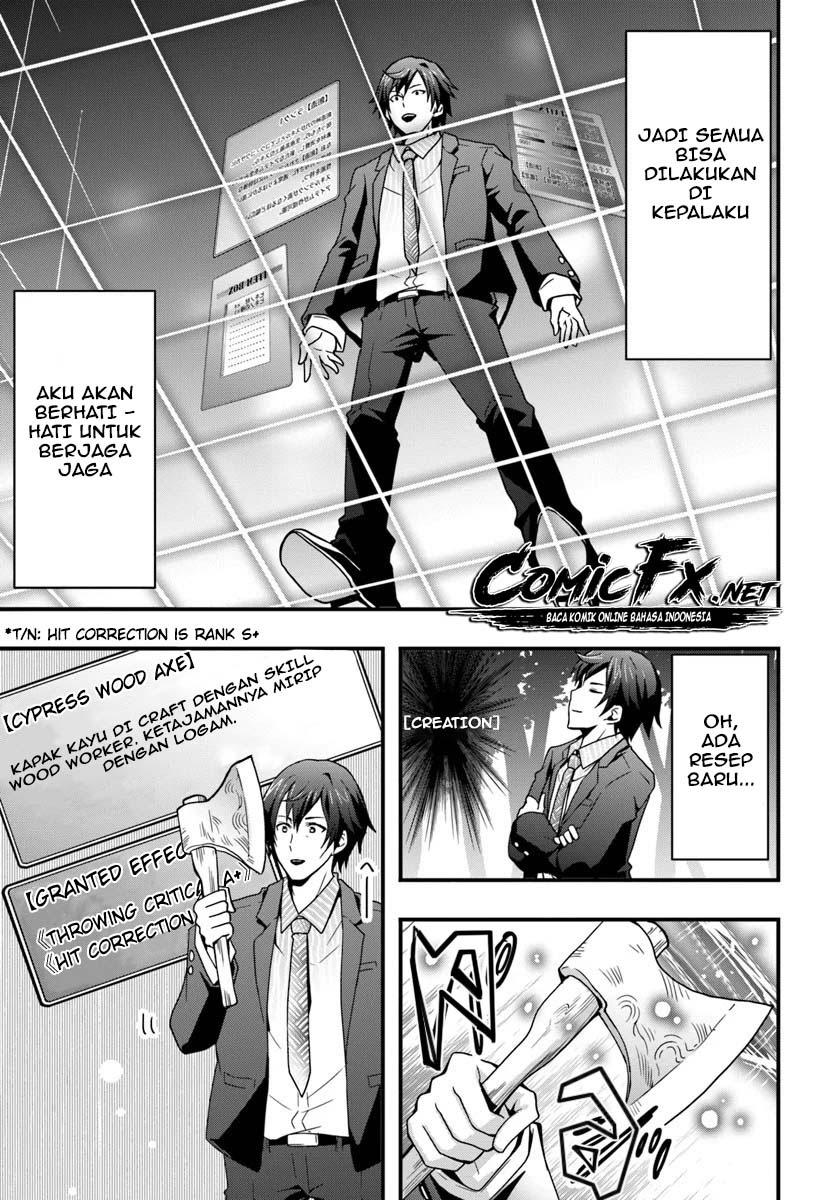 JADI SEMUA
BISA
DILAKUKAN
DI
KEPALAKU
AKU AKAN
BERHATI -
HATI UNTUK
BERJAGA
JAGA
COMICFX.NET
BACA KOMIK ONLINE BAHASA INDONESIA
*T/N: HIT CORRECTION IS RANK S+
OH,
ADA
RESEP
BARU...
[CREATION]
【CYPRESS WOOD AXE】
KAPAK KAYU DI CRAFT DENGAN SKILL
WOOD WORKER. KETAJAMANNYA MIRIP
DENGAN LOGAM.
【GRANTED EFFEC
《THROWING CRITICA A+》
《HIT CORRECTION